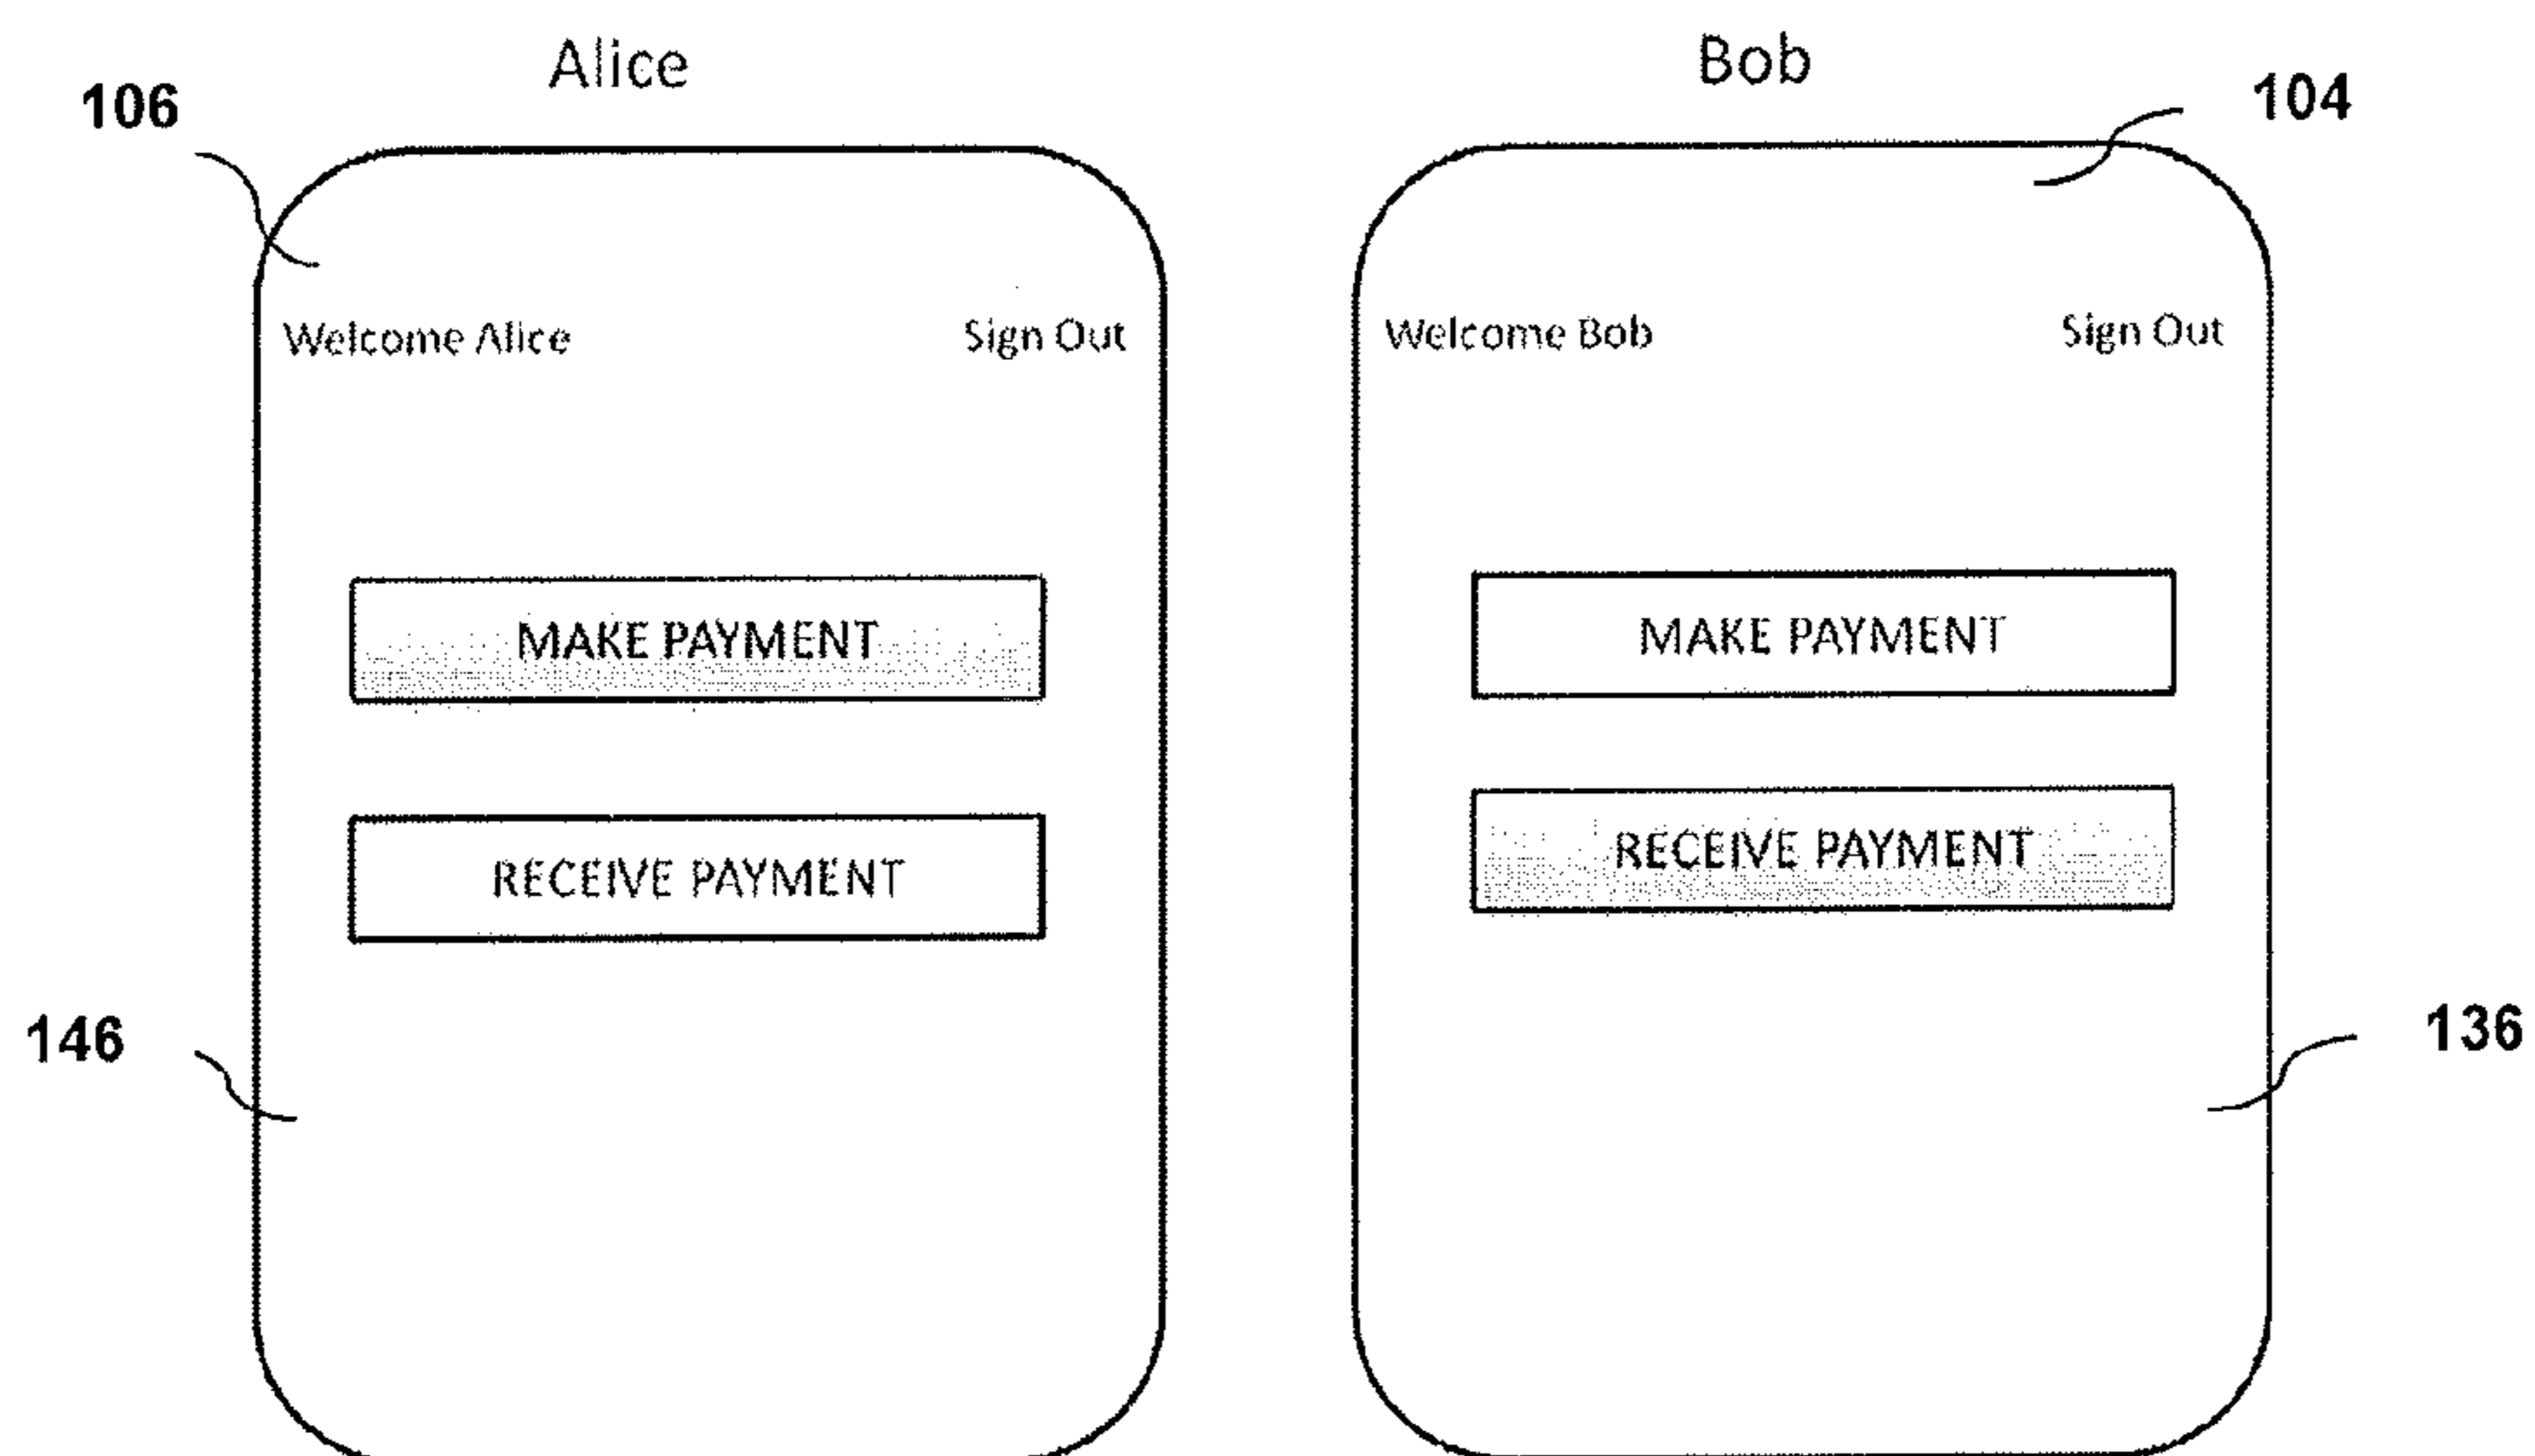 Alice
106
Welcome Alice
Sign Out
MAKE PAYMENT
RECEIVE PAYMENT
146
Bob
104
Welcome Bob
Sign Out
MAKE PAYMENT
RECEIVE PAYMENT
136